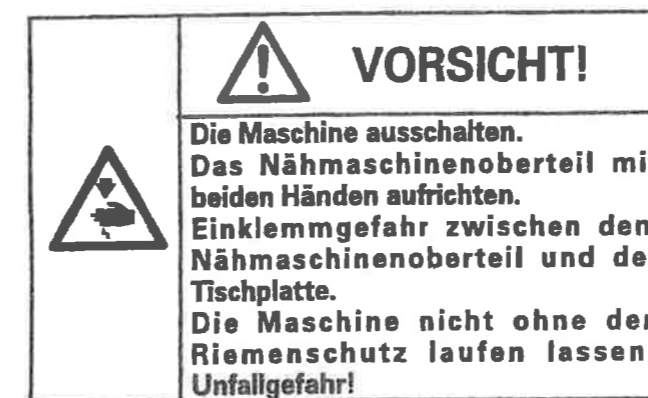 VORSICHT!
Die Maschine ausschalten.
Das Nähmaschinenoberteil mi
beiden Händen aufrichten.
Einklemmgefahr zwischen den
Nähmaschinenoberteil und de
Tischplatte.
Die Maschine nicht ohne der
Riemenschutz laufen lassen
Unfallgefahr!